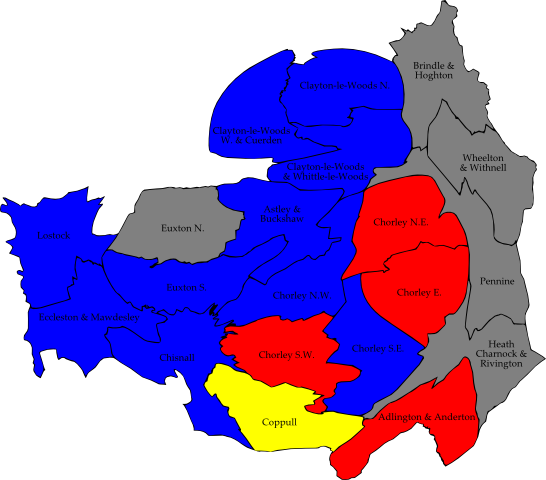 Brindle &
Hoghton
Clayton-le-Woods N.
Clayton-le-Woods
W. & Cuerden
Wheelton
& Withnell
Clayton-le-Woods
& Whittle-le-Woods
Astley &
Buckshaw
Chorley N.E.
Euxton N.
Lostock
Pennine
Euxton S.
Chorley N.W.
Chorley E.
Eccleston & Mawdesley
Heath
Charnock &
Rivington
Chorley S.E.
Chorley S.W.
Chisnall
Adlington & Anderton
Coppull